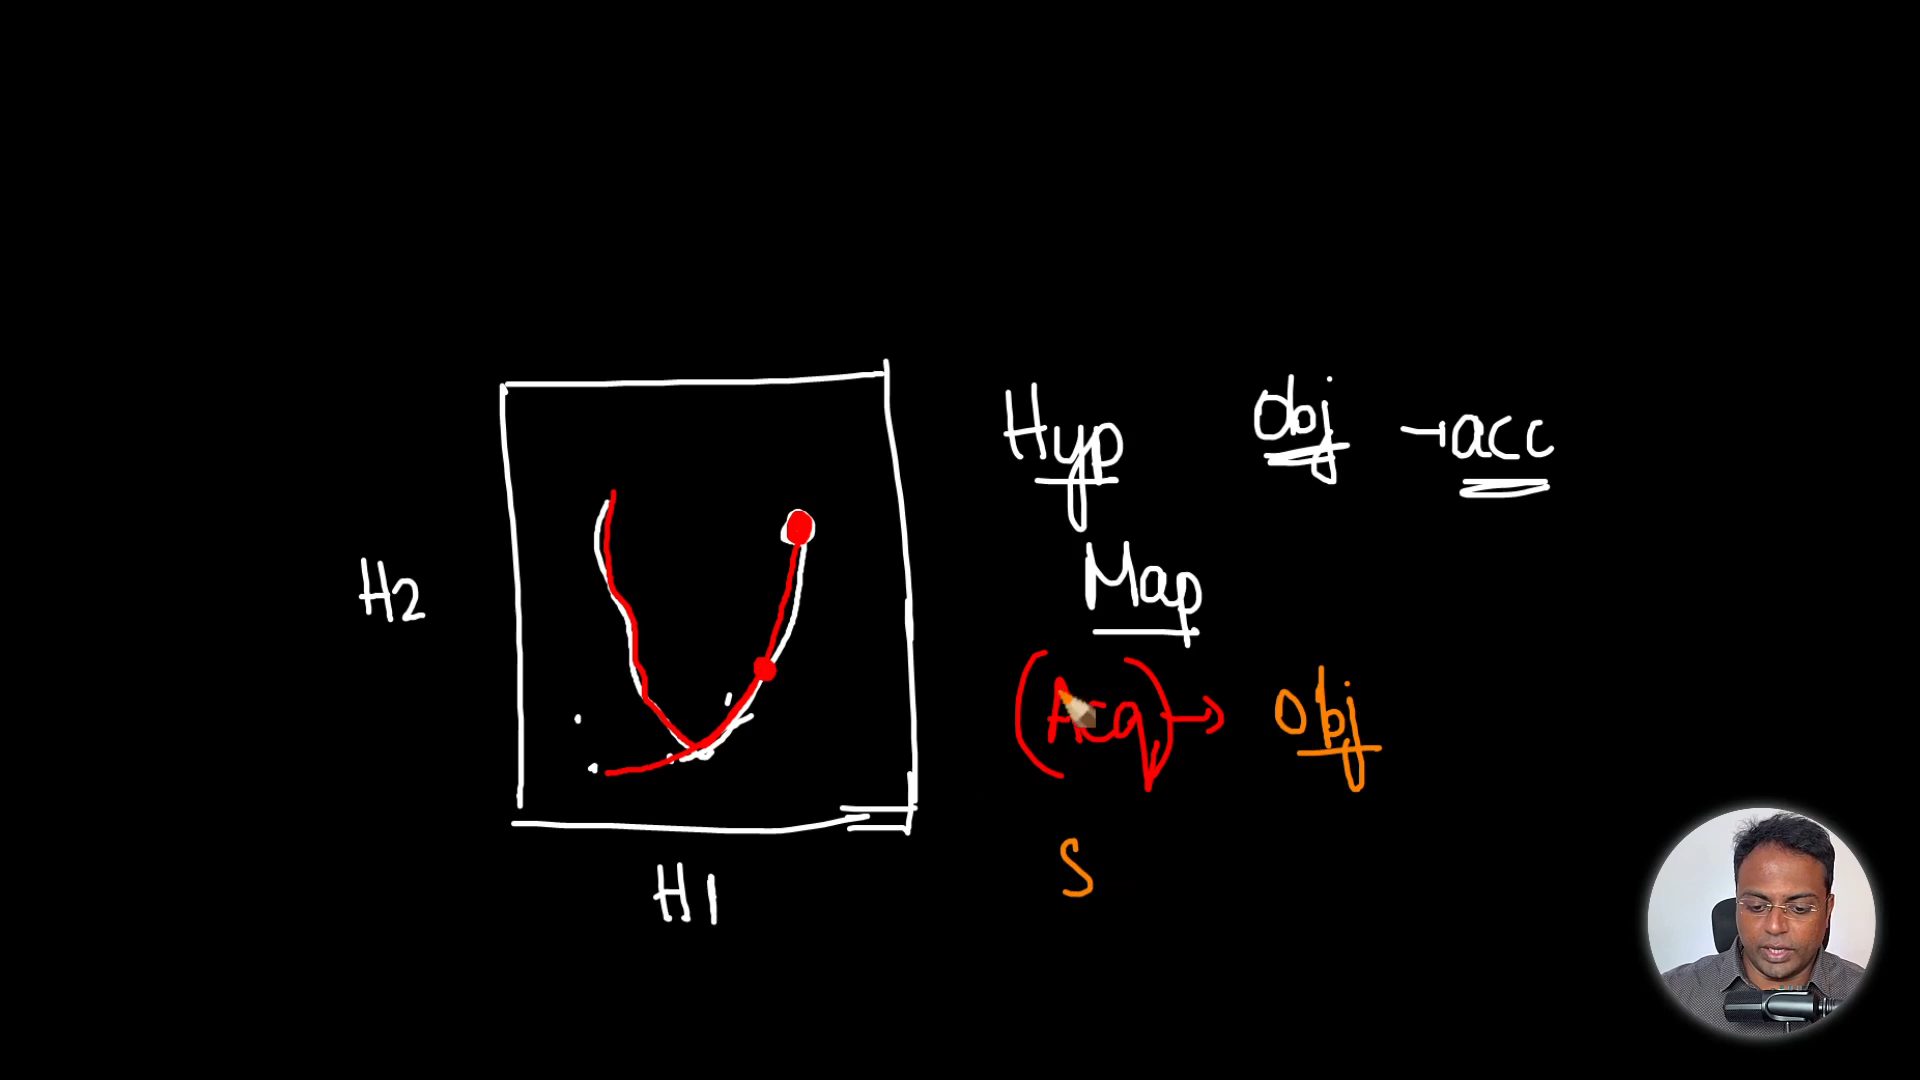 Hyp Obj → acc
Map
H2
(Acq) → Obj
S
H1